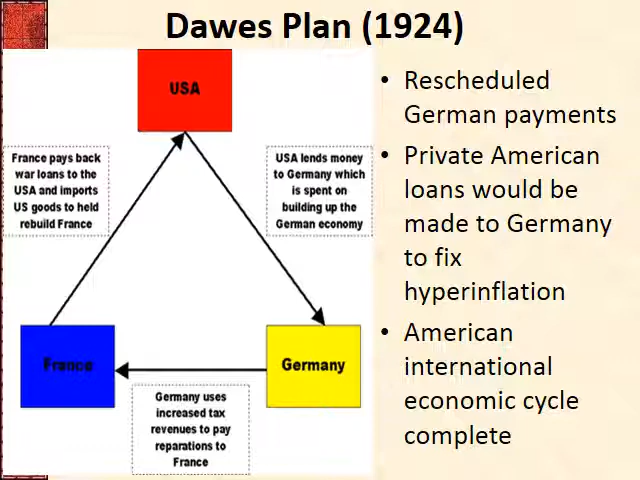 Dawes Plan (1924)
USA
France pays back
war loans to the
USA and imports
US goods to held
rebuild France
USA lends money
to Germany which
is spent on
building up the
German economy
France
Germany
Germany uses
increased tax
revenues to pay
reparations to
France
• Rescheduled
German payments
• Private American
loans would be
made to Germany
to fix
hyperinflation
• American
international
economic cycle
complete